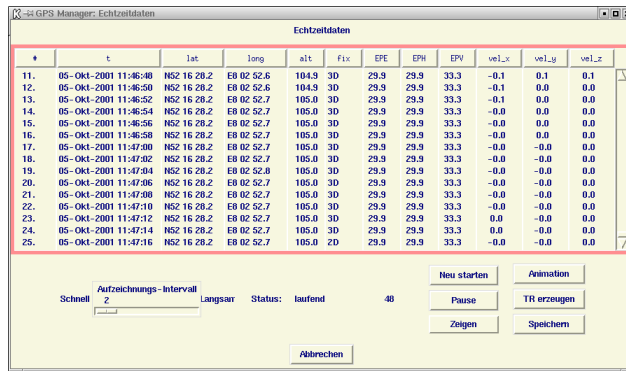 GPS Manager: Echtzeitdaten
Echtzeitdaten
# t lat long alt fix EPE EPH EPV vel_x vel_y vel_z
11. 05-Okt-2001 11:46:48 N52 16 28.2 E8 02 52.6 104.9 3D 29.9 29.9 33.3 -0.1 0.1 0.1
12. 05-Okt-2001 11:46:50 N52 16 28.2 E8 02 52.6 104.9 3D 29.9 29.9 33.3 -0.1 0.0 0.0
13. 05-Okt-2001 11:46:52 N52 16 28.2 E8 02 52.7 105.0 3D 29.9 29.9 33.3 -0.1 0.0 0.0
14. 05-Okt-2001 11:46:54 N52 16 28.2 E8 02 52.7 105.0 3D 29.9 29.9 33.3 -0.0 0.0 0.0
15. 05-Okt-2001 11:46:56 N52 16 28.2 E8 02 52.7 105.0 3D 29.9 29.9 33.3 -0.0 0.0 0.0
16. 05-Okt-2001 11:46:58 N52 16 28.2 E8 02 52.7 105.0 3D 29.9 29.9 33.3 -0.0 0.0 0.0
17. 05-Okt-2001 11:47:00 N52 16 28.2 E8 02 52.7 105.0 3D 29.9 29.9 33.3 -0.0 -0.0 0.0
18. 05-Okt-2001 11:47:02 N52 16 28.2 E8 02 52.7 105.0 3D 29.9 29.9 33.3 -0.0 -0.0 0.0
19. 05-Okt-2001 11:47:04 N52 16 28.2 E8 02 52.8 105.0 3D 29.9 29.9 33.3 -0.0 -0.0 0.0
20. 05-Okt-2001 11:47:06 N52 16 28.2 E8 02 52.7 105.0 3D 29.9 29.9 33.3 -0.0 -0.0 0.0
21. 05-Okt-2001 11:47:08 N52 16 28.2 E8 02 52.7 105.0 3D 29.9 29.9 33.3 -0.0 -0.0 0.0
22. 05-Okt-2001 11:47:10 N52 16 28.2 E8 02 52.7 105.0 3D 29.9 29.9 33.3 -0.0 -0.0 0.0
23. 05-Okt-2001 11:47:12 N52 16 28.2 E8 02 52.7 105.0 3D 29.9 29.9 33.3 0.0 -0.0 0.0
24. 05-Okt-2001 11:47:14 N52 16 28.2 E8 02 52.7 105.0 3D 29.9 29.9 33.3 0.0 -0.0 0.0
25. 05-Okt-2001 11:47:16 N52 16 28.2 E8 02 52.7 105.0 2D 29.9 29.9 33.3 -0.0 -0.0 0.0
Neu starten Animation
Aufzeichnungs-Intervall
Schnell 2 Langsam Status: laufend 48 Pause TR erzeugen
Zeigen Speichern
Abbrechen